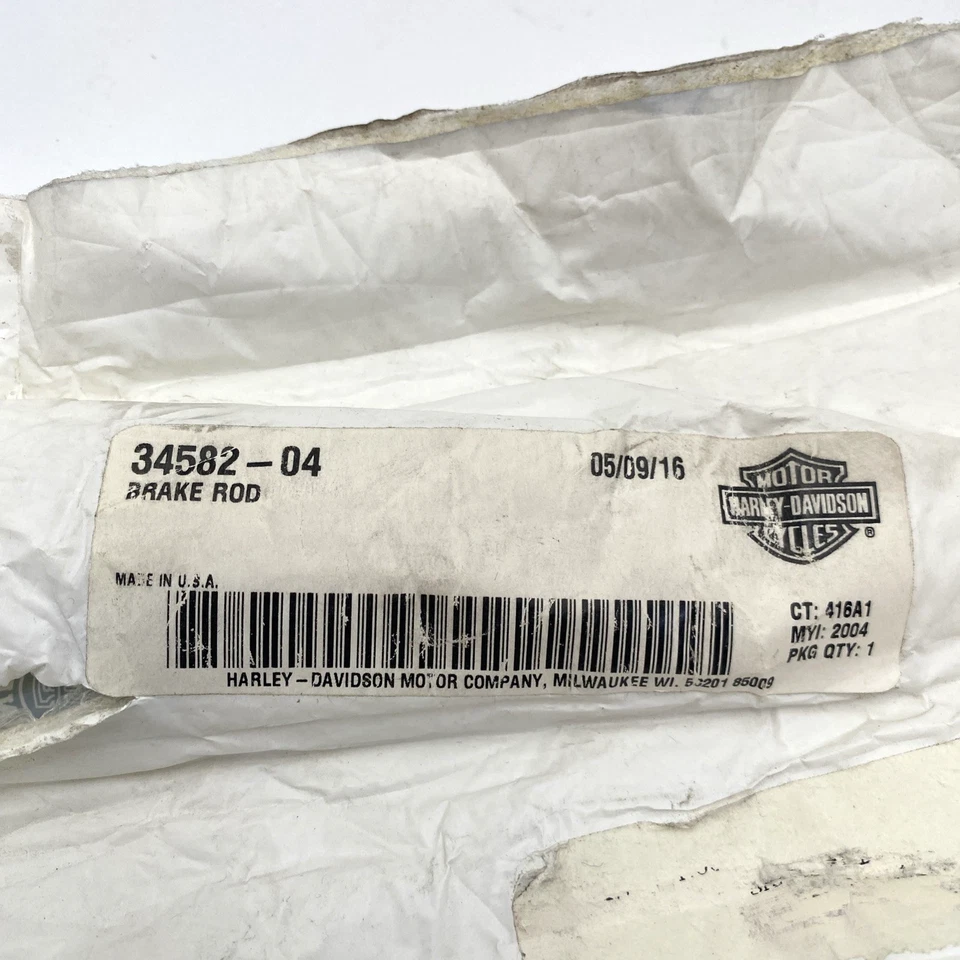 34582-04
05/09/16
BRAKE ROD
MOTOR
HARLEY-DAVIDSON
CYCLES
®
MADE IN U.S.A.
CT: 416A1
MYI: 2004
PKG QTY: 1
HARLEY-DAVIDSON MOTOR COMPANY, MILWAUKEE WI. 53201 85009